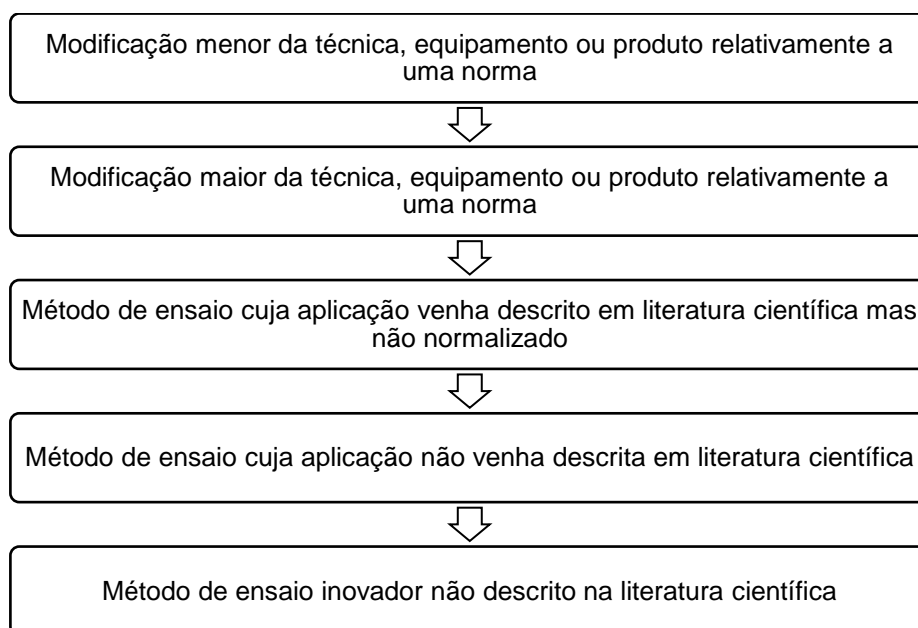 Modificação menor da técnica, equipamento ou produto relativamente a
uma norma
Modificação maior da técnica, equipamento ou produto relativamente a
uma norma
Método de ensaio cuja aplicação venha descrito em literatura científica mas
não normalizado
Método de ensaio cuja aplicação não venha descrita em literatura científica
Método de ensaio inovador não descrito na literatura científica